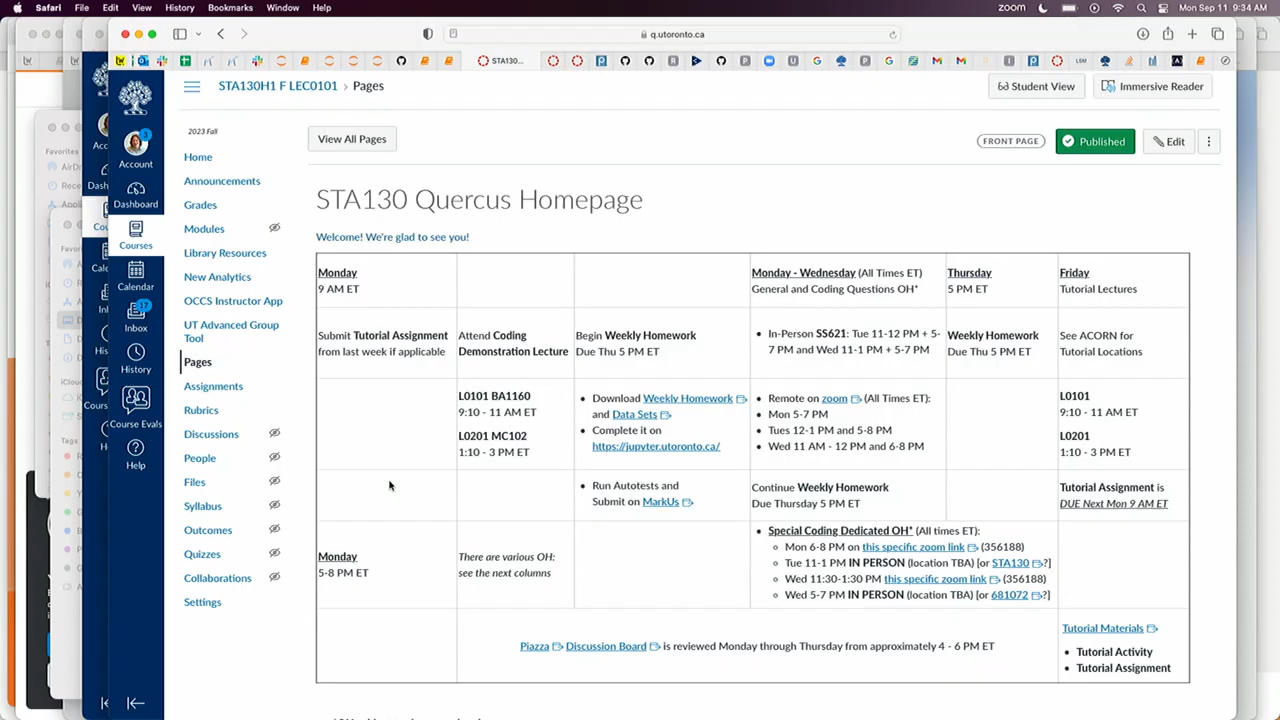 Safari File Edit View History Bookmarks Window Help
zoom Mon Sep 11 9:34 AM
q.utoronto.ca
STA130...
STA130H1 F LEC0101 › Pages
Student View
Immersive Reader
Account
Dashboard
Courses
Calendar
Inbox
History
Course Evals
Help
3
17
2023 Fall
Home
Announcements
Grades
Modules
Library Resources
New Analytics
OCCS Instructor App
UT Advanced Group
Tool
Pages
Assignments
Rubrics
Discussions
People
Files
Syllabus
Outcomes
Quizzes
Collaborations
Settings
View All Pages
FRONT PAGE
Published
Edit
STA130 Quercus Homepage
Welcome! We're glad to see you!
Monday
9 AM ET
Monday - Wednesday (All Times ET)
General and Coding Questions OH*
Thursday
5 PM ET
Friday
Tutorial Lectures
Submit Tutorial Assignment
from last week if applicable
Attend Coding
Demonstration Lecture
Begin Weekly Homework
Due Thu 5 PM ET
• In-Person SS621: Tue 11-12 PM + 5-
7 PM and Wed 11-1 PM + 5-7 PM
Weekly Homework
Due Thu 5 PM ET
See ACORN for
Tutorial Locations
L0101 BA1160
9:10 - 11 AM ET
L0201 MC102
1:10 - 3 PM ET
• Download Weekly Homework
and Data Sets
• Complete it on
https://jupyter.utoronto.ca/
• Remote on zoom (All Times ET):
• Mon 5-7 PM
• Tues 12-1 PM and 5-8 PM
• Wed 11 AM - 12 PM and 6-8 PM
L0101
9:10 - 11 AM ET
L0201
1:10 - 3 PM ET
• Run Autotests and
Submit on MarkUs
Continue Weekly Homework
Due Thursday 5 PM ET
Tutorial Assignment is
DUE Next Mon 9 AM ET
Monday
5-8 PM ET
There are various OH:
see the next columns
• Special Coding Dedicated OH* (All times ET):
◦ Mon 6-8 PM on this specific zoom link (356188)
◦ Tue 11-1 PM IN PERSON (location TBA) [or STA130?]
◦ Wed 11:30-1:30 PM this specific zoom link (356188)
◦ Wed 5-7 PM IN PERSON (location TBA) [or 681072?]
Piazza Discussion Board is reviewed Monday through Thursday from approximately 4 - 6 PM ET
Tutorial Materials
• Tutorial Activity
• Tutorial Assignment